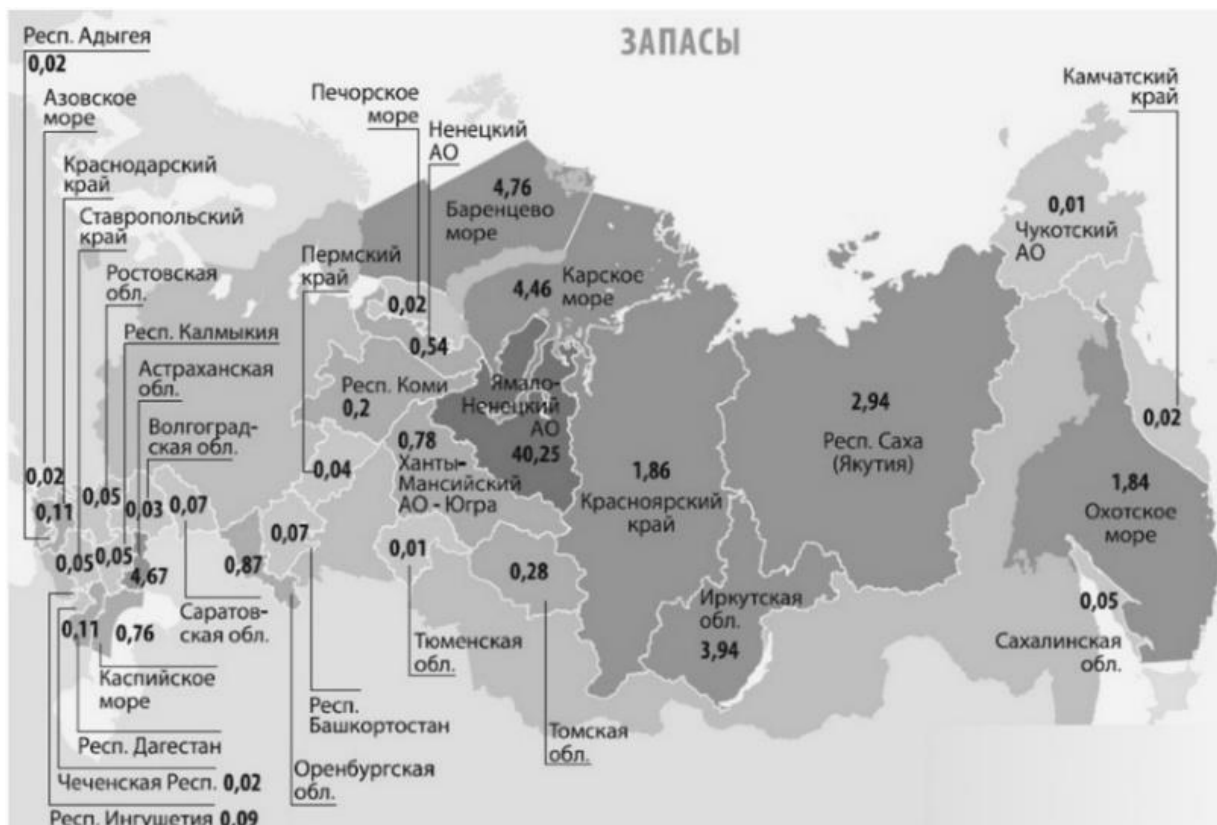 ЗАПАСЫ
Респ. Адыгея
0,02
Азовское
море
Краснодарский
край
Ставропольский
край
Ростовская
обл.
Респ. Калмыкия
Астраханская
обл.
Волгоград-
ская обл.
Печорское
море
Ненецкий
АО
Пермский
край
Камчатский
край
4,76
Баренцево
море
0,01
Чукотский
АО
4,46
Карское
море
0,02
0,54
Респ. Коми
0,2
Ямало-
Ненецкий
АО
40,25
0,78
Ханты-
Мансийский
АО - Югра
0,04
1,86
Красноярский
край
2,94
Респ. Саха
(Якутия)
0,02
1,84
Охотское
море
0,02
0,11
0,05
0,03
0,07
0,05
0,05
4,67
0,87
0,07
0,01
0,28
Иркутская
обл.
3,94
0,05
Сахалинская
обл.
0,11
0,76
Саратов-
ская обл.
Каспийское
море
Тюменская
обл.
Респ.
Башкортостан
Томская
обл.
Респ. Дагестан
Оренбургская
обл.
Чеченская Респ. 0,02
Респ. Ингушетия 0,09